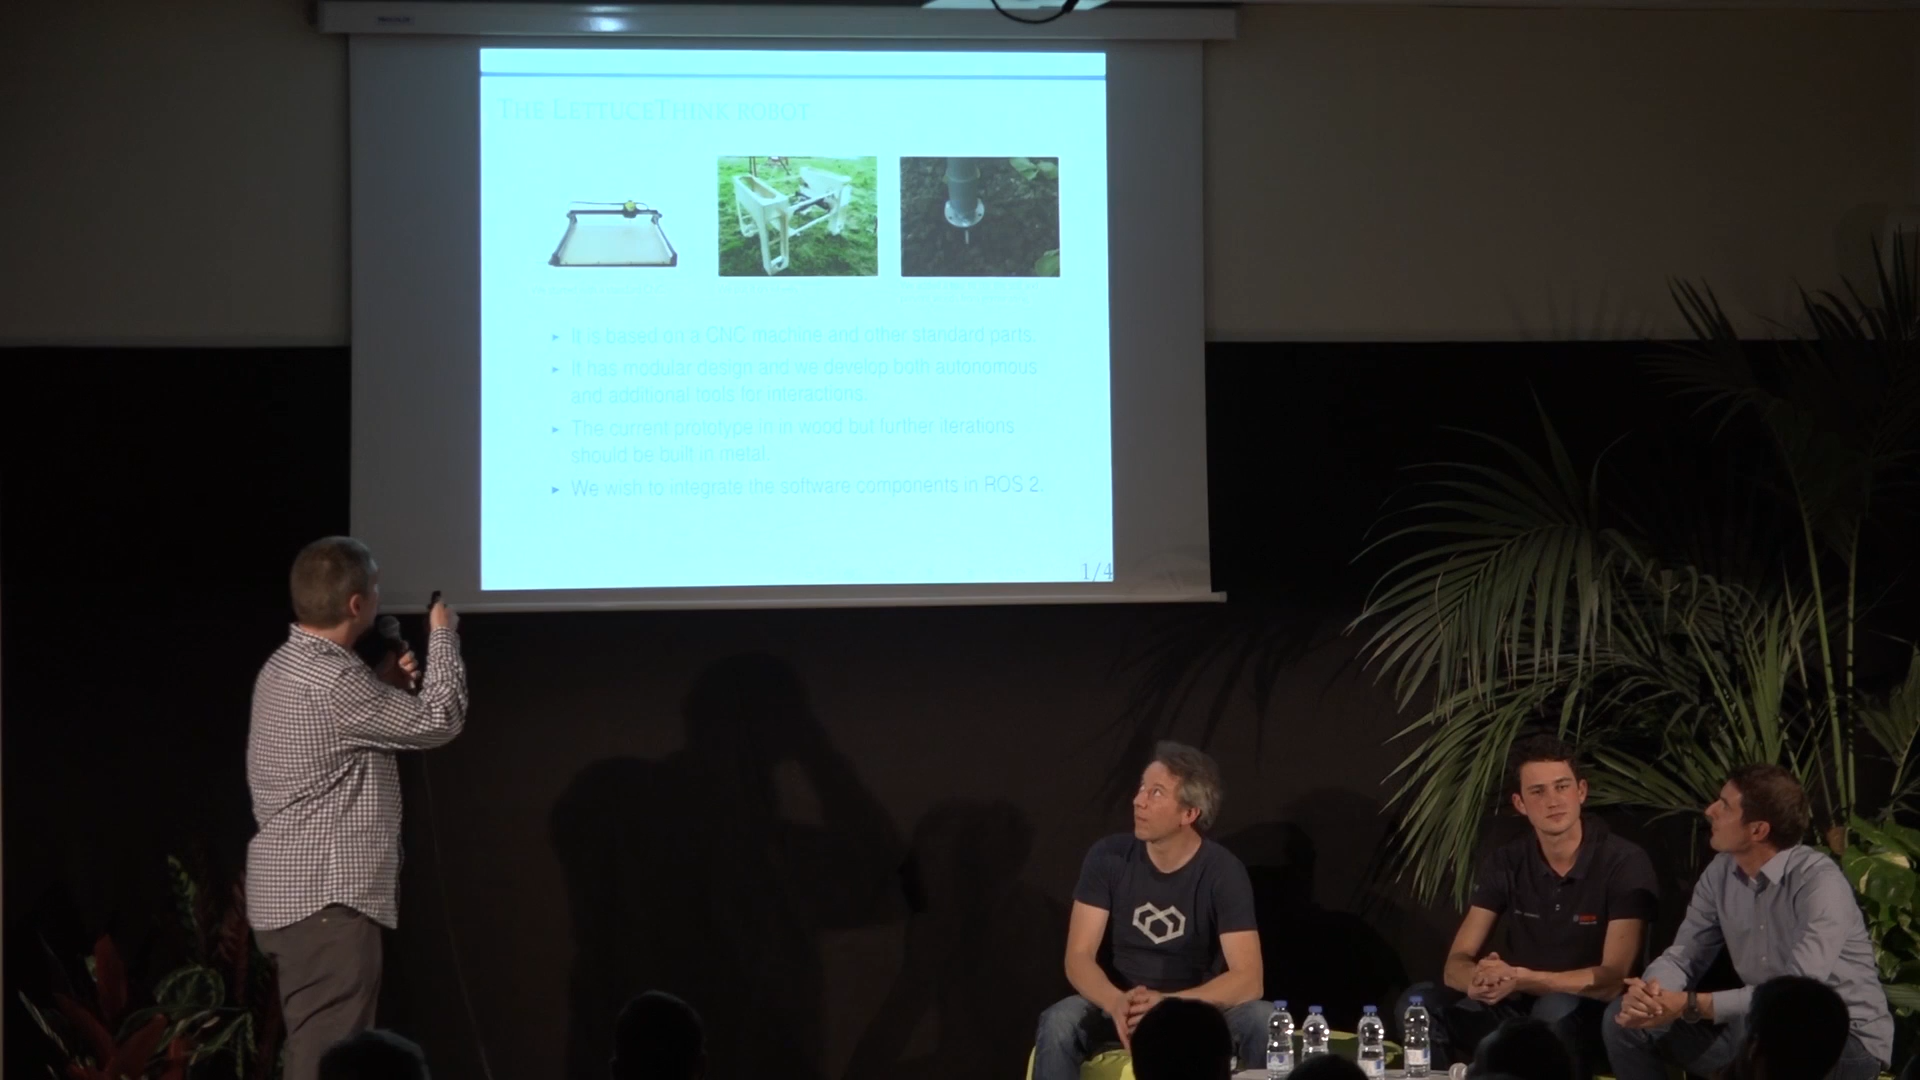 THE LETTUCETHINK ROBOT
▸ It is based on a CNC machine and other standard parts.
▸ It has modular design and we develop both autonomous
and additional tools for interactions.
▸ The current prototype in in wood but further iterations
should be built in metal.
▸ We wish to integrate the software components in ROS 2.
1/4